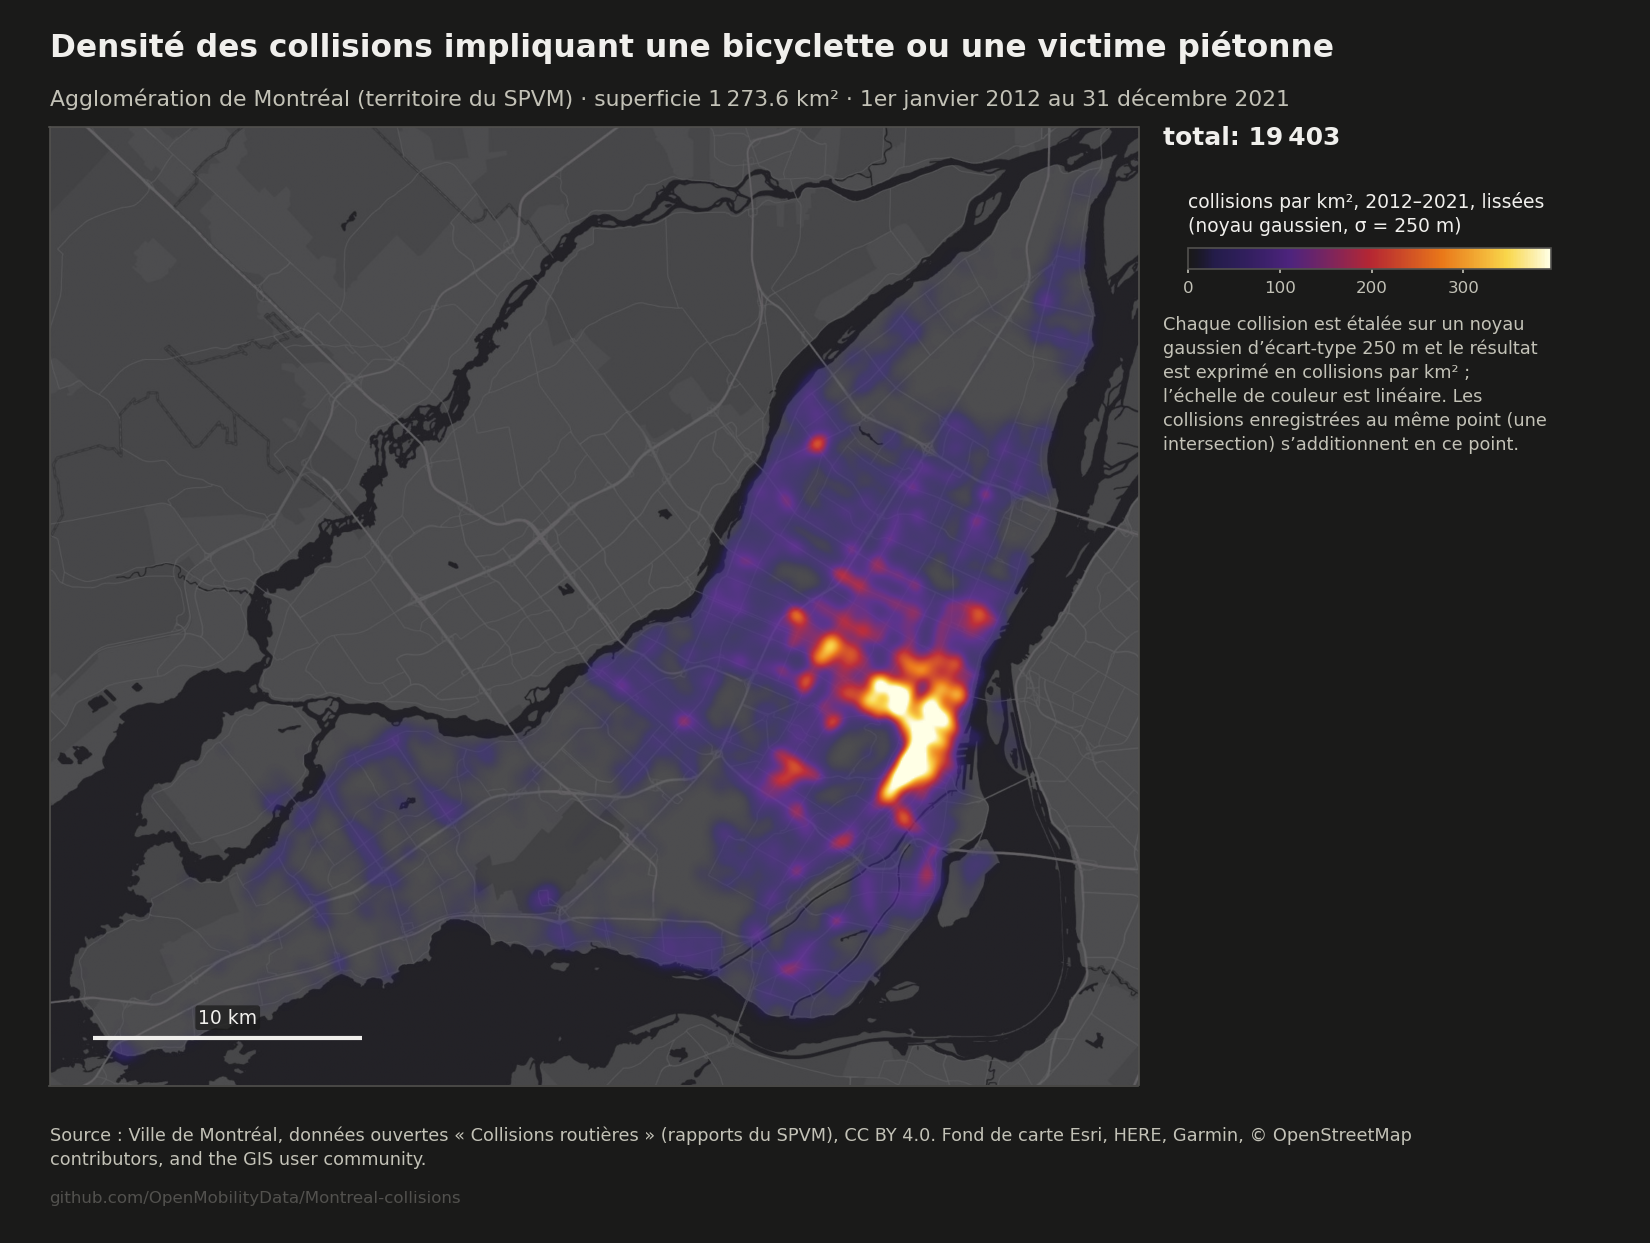 Densité des collisions impliquant une bicyclette ou une victime piétonne
Agglomération de Montréal (territoire du SPVM) · superficie 1 273.6 km² · 1er janvier 2012 au 31 décembre 2021
total: 19 403
collisions par km², 2012–2021, lissées
(noyau gaussien, σ = 250 m)
0 100 200 300
Chaque collision est étalée sur un noyau
gaussien d’écart-type 250 m et le résultat
est exprimé en collisions par km² ;
l’échelle de couleur est linéaire. Les
collisions enregistrées au même point (une
intersection) s’additionnent en ce point.
10 km
Source : Ville de Montréal, données ouvertes « Collisions routières » (rapports du SPVM), CC BY 4.0. Fond de carte Esri, HERE, Garmin, © OpenStreetMap
contributors, and the GIS user community.
github.com/OpenMobilityData/Montreal-collisions